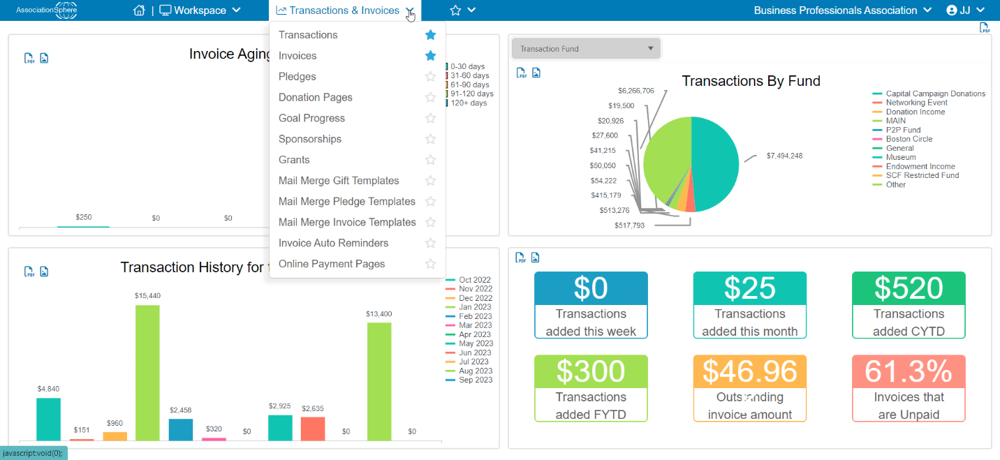 AssociationSphere
| Workspace
Transactions & Invoices
Business Professionals Association
JJ
Transactions
Invoices
Pledges
Donation Pages
Goal Progress
Sponsorships
Grants
Mail Merge Gift Templates
Mail Merge Pledge Templates
Mail Merge Invoice Templates
Invoice Auto Reminders
Online Payment Pages
PDF
PDF
Invoice Aging
0-30 days
31-60 days
61-90 days
91-120 days
120+ days
$250
$0
$0
Transaction Fund
PDF
Transactions By Fund
$6,266,706
$19,500
$20,926
$27,600
$41,215
$50,050
$54,222
$415,179
$513,276
$517,793
$7,494,248
Capital Campaign Donations
Networking Event
Donation Income
MAIN
P2P Fund
Boston Circle
General
Museum
Endowment Income
SCF Restricted Fund
Other
PDF
Transaction History for
$4,840
$151
$960
$15,440
$2,458
$320
$0
$2,925
$2,635
$0
$13,400
$0
Oct 2022
Nov 2022
Dec 2022
Jan 2023
Feb 2023
Mar 2023
Apr 2023
May 2023
Jun 2023
Jul 2023
Aug 2023
Sep 2023
PDF
$0
Transactions
added this week
$25
Transactions
added this month
$520
Transactions
added CYTD
$300
Transactions
added FYTD
$46.96
Outstanding
invoice amount
61.3%
Invoices that
are Unpaid
javascript:void(0);